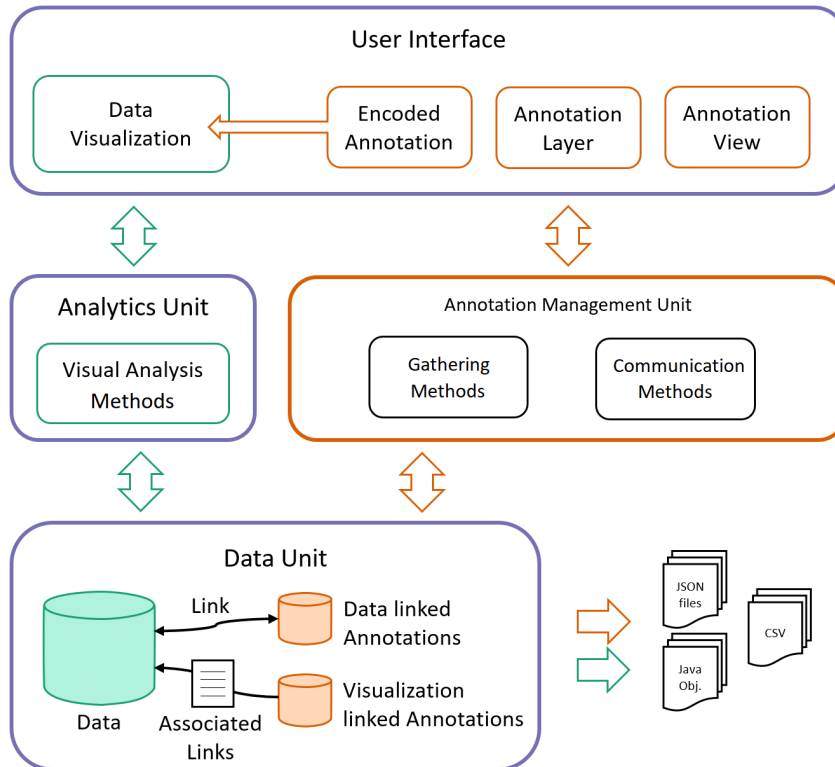 User Interface
Data
Visualization
Encoded
Annotation
Annotation
Layer
Annotation
View
Analytics Unit
Visual Analysis
Methods
Annotation Management Unit
Gathering
Methods
Communication
Methods
Data Unit
Link
Data linked
Annotations
Data
Associated
Links
Visualization
linked Annotations
JSON
files
CSV
Java
Obj.